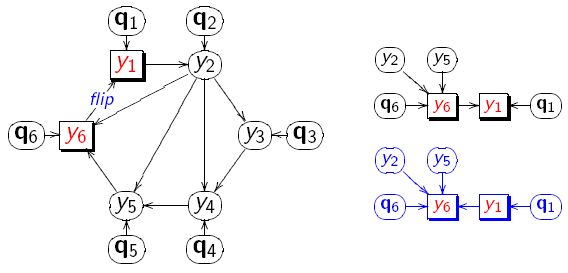 q1 q2
y1 y2
flip
q6 y6 y3 q3
y5 y4
q5 q4
y2 y5
q6 y6 y1 q1
y2 y5
q6 y6 y1 q1